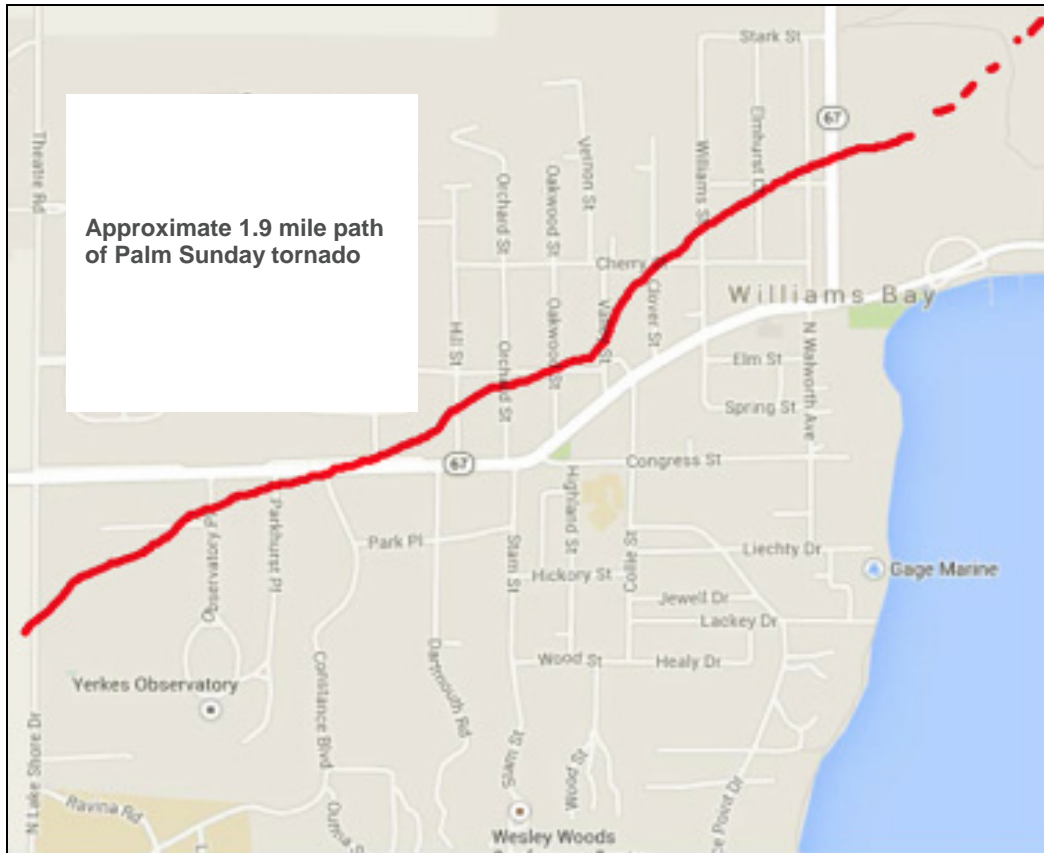 Stark St
67
Theatre Rd
Vernon St
Elmhurst D
Williams St
Orchard St
Oakwood St
Approximate 1.9 mile path
of Palm Sunday tornado
Cherry
Clover St
Williams Bay
Hill St
Orchard St
Oakwood St
Valley St
N Walworth Ave
Elm St
Spring St
67
Congress St
Highland St
Observatory Pl
Parkhurst Pl
Park Pl
Stam St
Collie St
Liechty Dr
Gage Marine
Hickory St
Jewell Dr
Lackey Dr
Wood St
Healy Dr
Yerkes Observatory
Constance Blvd
Dartmouth Rd
N Lake Shore Dr
Stam St
Wood St
ce Point Dr
Ravina Rd
Wesley Woods